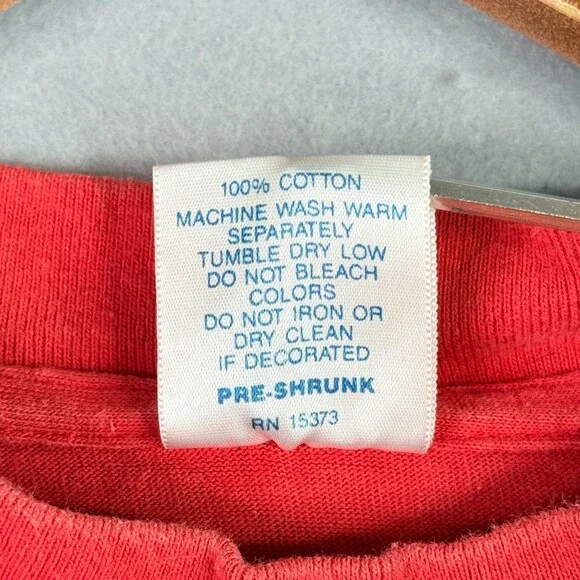 100% COTTON
MACHINE WASH WARM
SEPARATELY
TUMBLE DRY LOW
DO NOT BLEACH
COLORS
DO NOT IRON OR
DRY CLEAN
IF DECORATED
PRE-SHRUNK
RN 15373